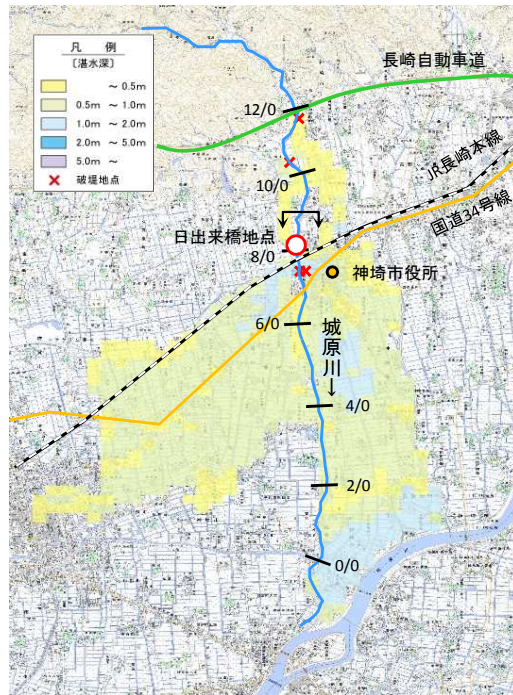 凡 例
〔湛水深〕
～ 0.5m
0.5m ～ 1.0m
1.0m ～ 2.0m
2.0m ～ 5.0m
5.0m ～
破堤地点
長崎自動車道
12/0
10/0
JR長崎本線
国道34号線
日出来橋地点
8/0
神埼市役所
6/0
城原川
4/0
2/0
0/0